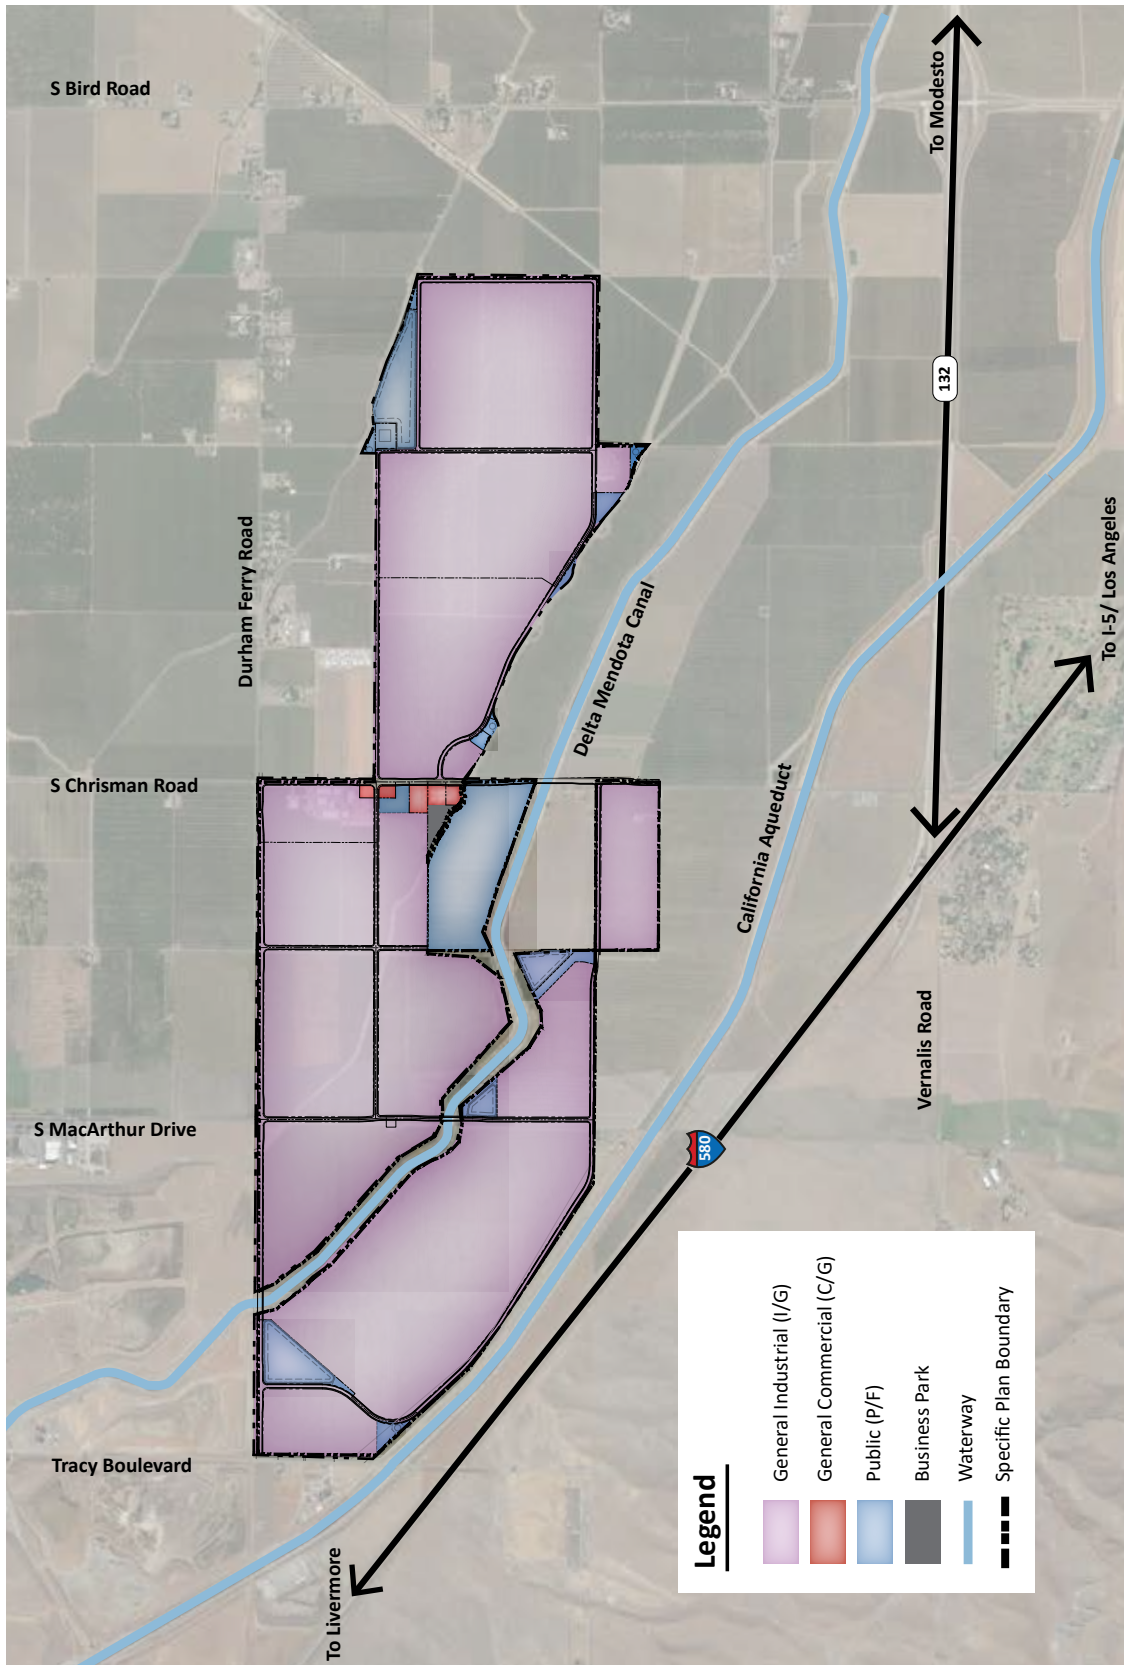 S Bird Road
Durham Ferry Road
S Chrisman Road
S MacArthur Drive
Tracy Boulevard
To Modesto
132
To I-5/ Los Angeles
Delta Mendota Canal
California Aqueduct
Vernalis Road
580
To Livermore
Legend
General Industrial (I/G)
General Commercial (C/G)
Public (P/F)
Business Park
Waterway
Specific Plan Boundary